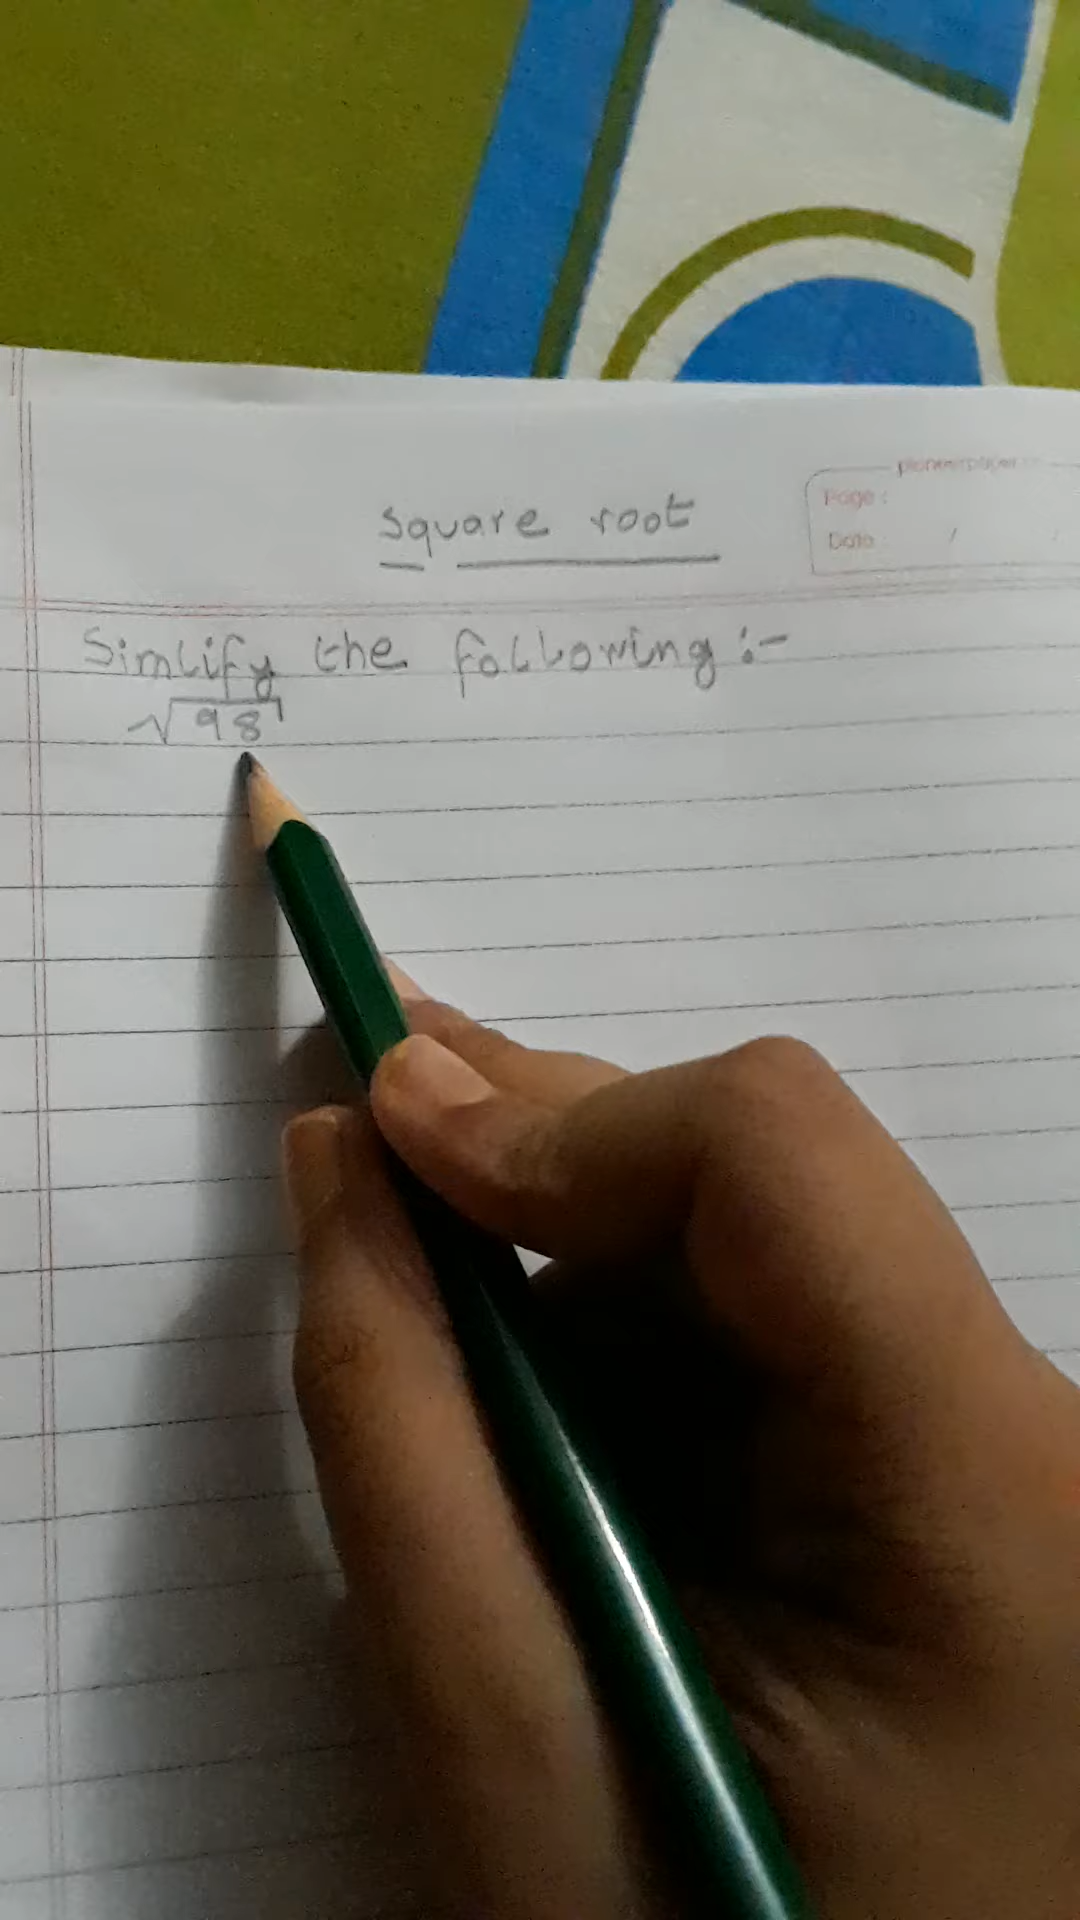 square root
Page :
Date : / /
Simlify the following :-
√98